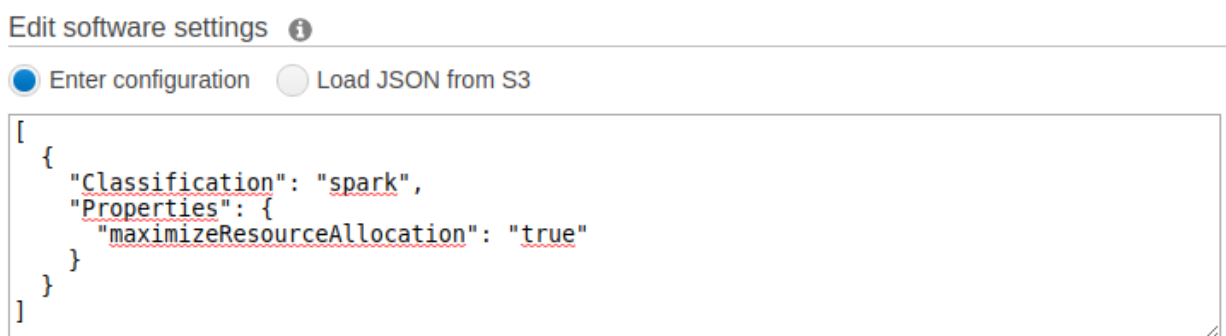 Edit software settings
Enter configuration Load JSON from S3
[
  {
    "Classification": "spark",
    "Properties": {
      "maximizeResourceAllocation": "true"
    }
  }
]